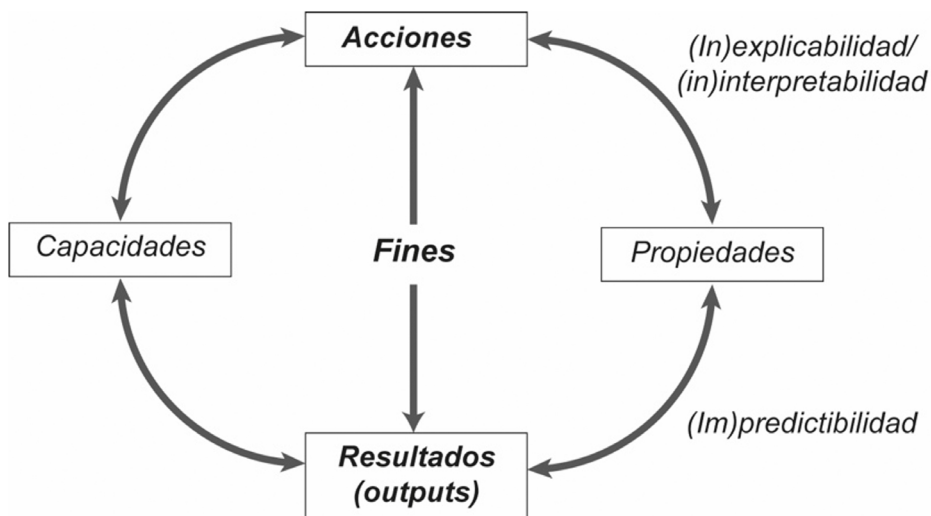 Acciones
(In)explicabilidad/
(in)interpretabilidad
Capacidades
Fines
Propiedades
(Im)predictibilidad
Resultados
(outputs)